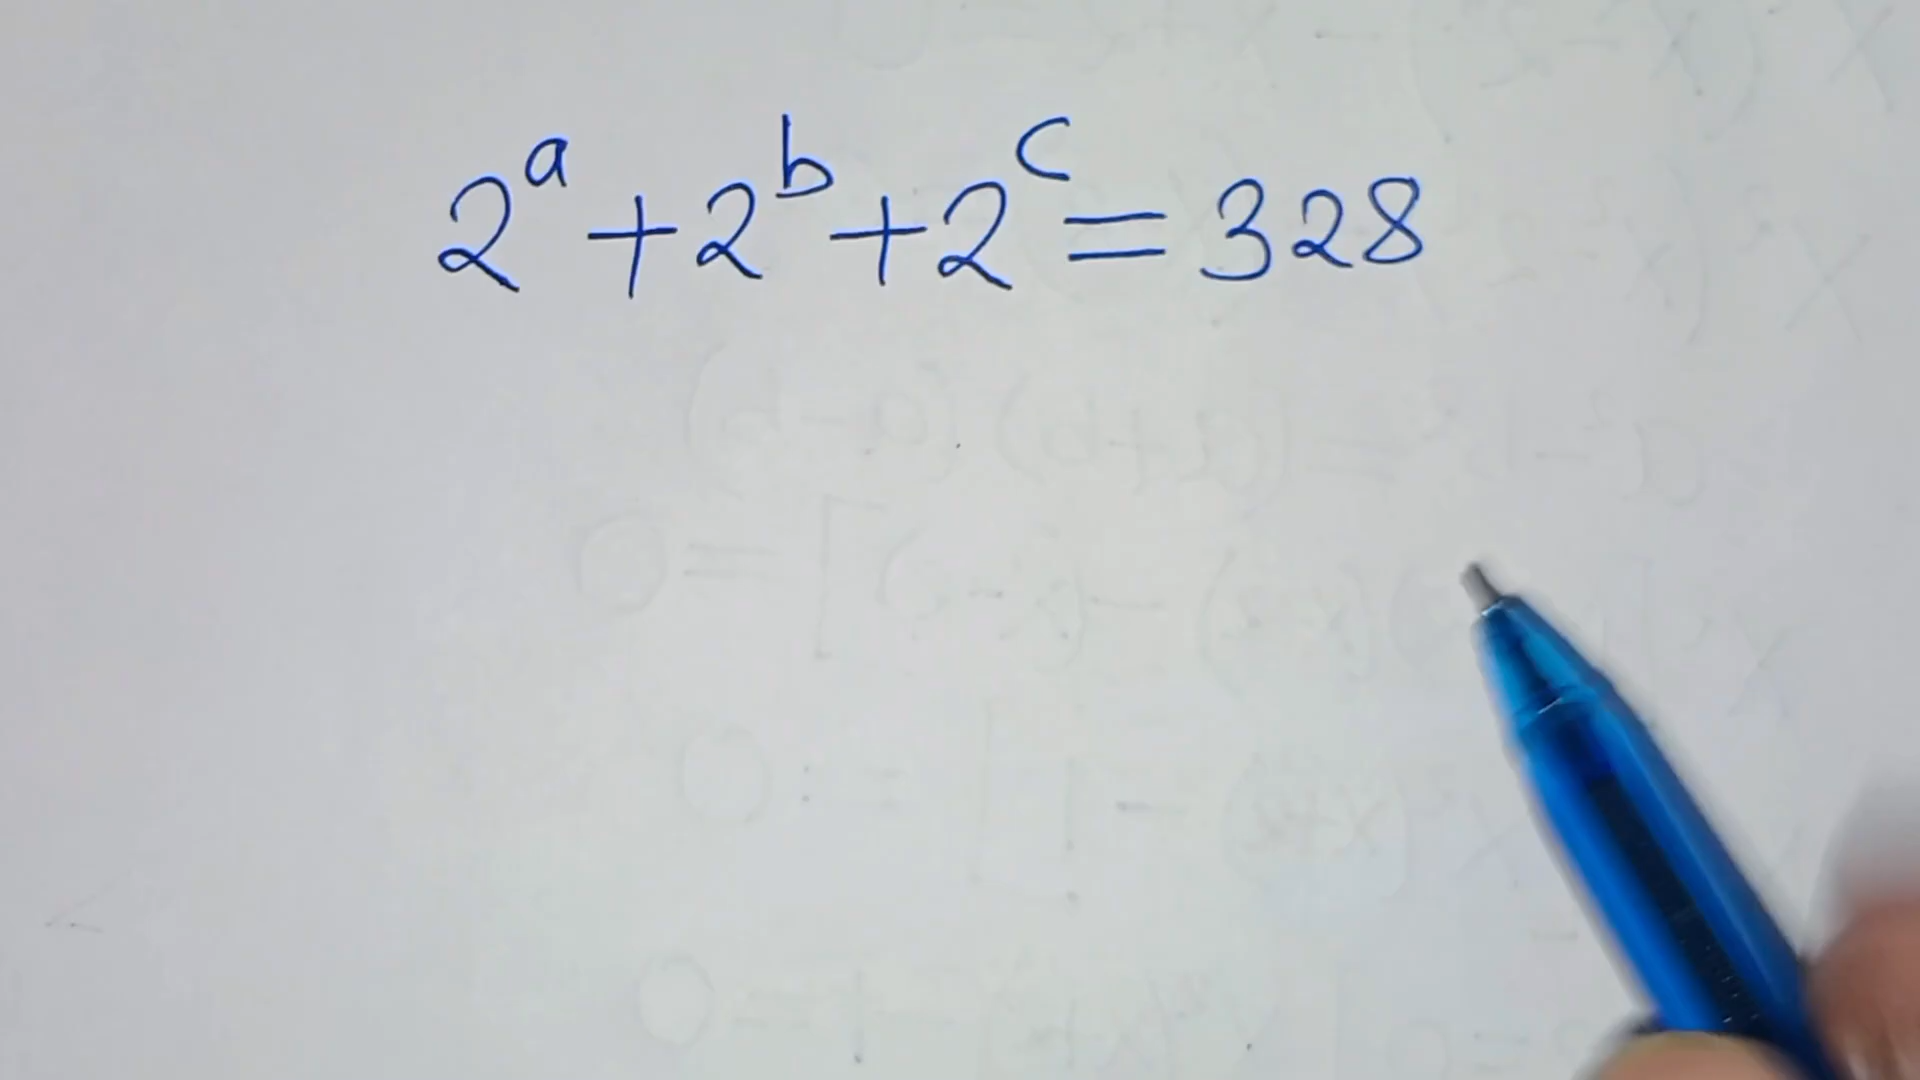 2^a + 2^b + 2^c = 328